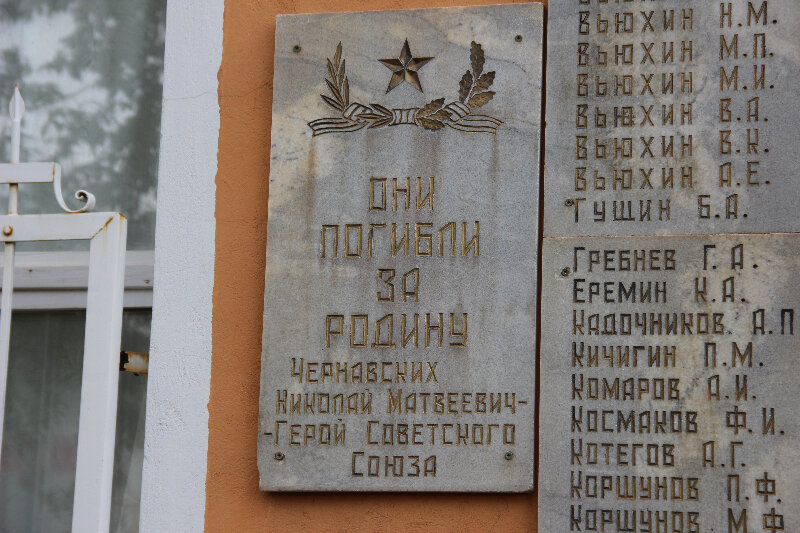 ОНИ
ПОГИБЛИ
ЗА
РОДИНУ
ЧЕРНАВСКИХ
НИКОЛАЙ МАТВЕЕВИЧ-
-ГЕРОЙ СОВЕТСКОГО
СОЮЗА
ВЬЮХИН Н.М.
ВЬЮХИН М.П.
ВЬЮХИН М.И.
ВЬЮХИН В.А.
ВЬЮХИН В.К.
ВЬЮХИН А.Е.
ГУЩИН Б.А.
ГРЕБНЕВ Г.А.
ЕРЕМИН К.А.
КАДОЧНИКОВ. А.П
КИЧИГИН П.М.
КОМАРОВ А.И.
КОСМАКОВ Ф.И.
КОТЕГОВ А.Г.
КОРШУНОВ П.Ф.
КОРШУНОВ М.Ф.